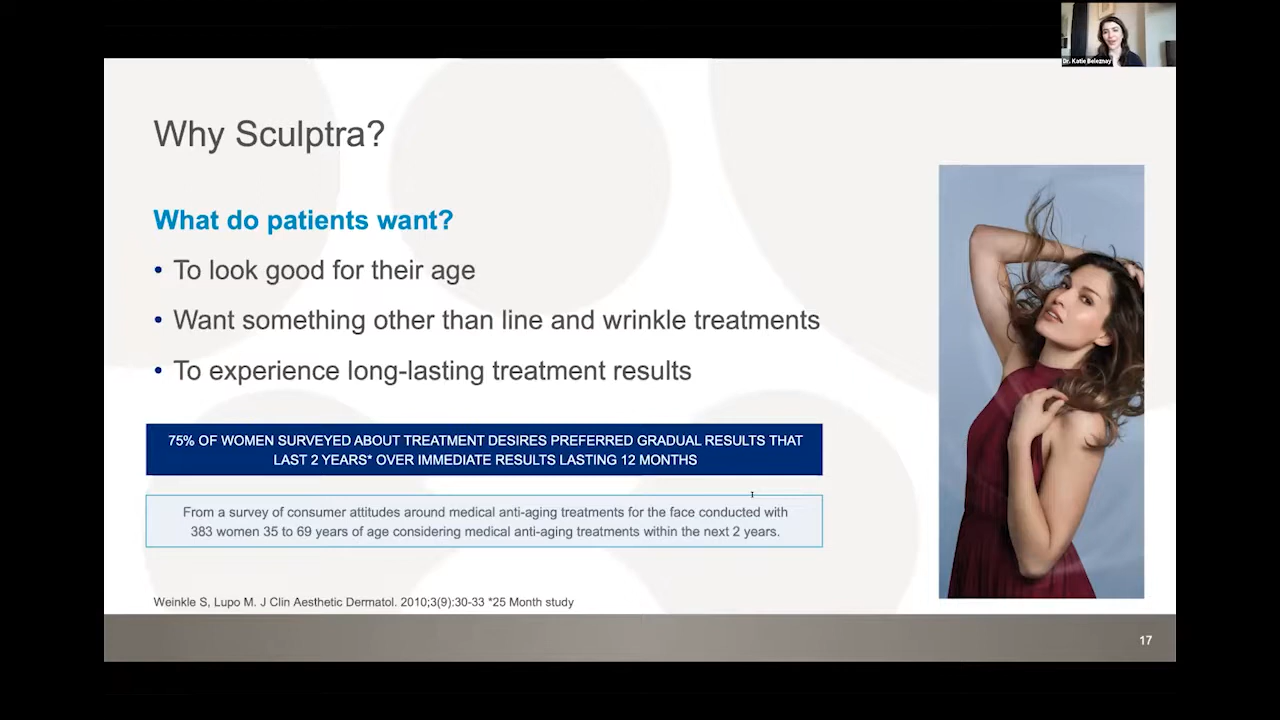 Dr. Katie Beleznay
Why Sculptra?
What do patients want?
• To look good for their age
• Want something other than line and wrinkle treatments
• To experience long-lasting treatment results
75% OF WOMEN SURVEYED ABOUT TREATMENT DESIRES PREFERRED GRADUAL RESULTS THAT
LAST 2 YEARS* OVER IMMEDIATE RESULTS LASTING 12 MONTHS
From a survey of consumer attitudes around medical anti-aging treatments for the face conducted with
383 women 35 to 69 years of age considering medical anti-aging treatments within the next 2 years.
Weinkle S, Lupo M. J Clin Aesthetic Dermatol. 2010;3(9):30-33 *25 Month study
17